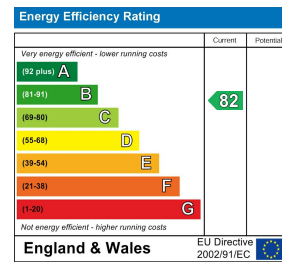 Energy Efficiency Rating
Current Potential
Very energy efficient - lower running costs
(92 plus) A
(81-91) B
82
(69-80) C
(55-68) D
(39-54) E
(21-38) F
(1-20) G
Not energy efficient - higher running costs
England & Wales
EU Directive
2002/91/EC